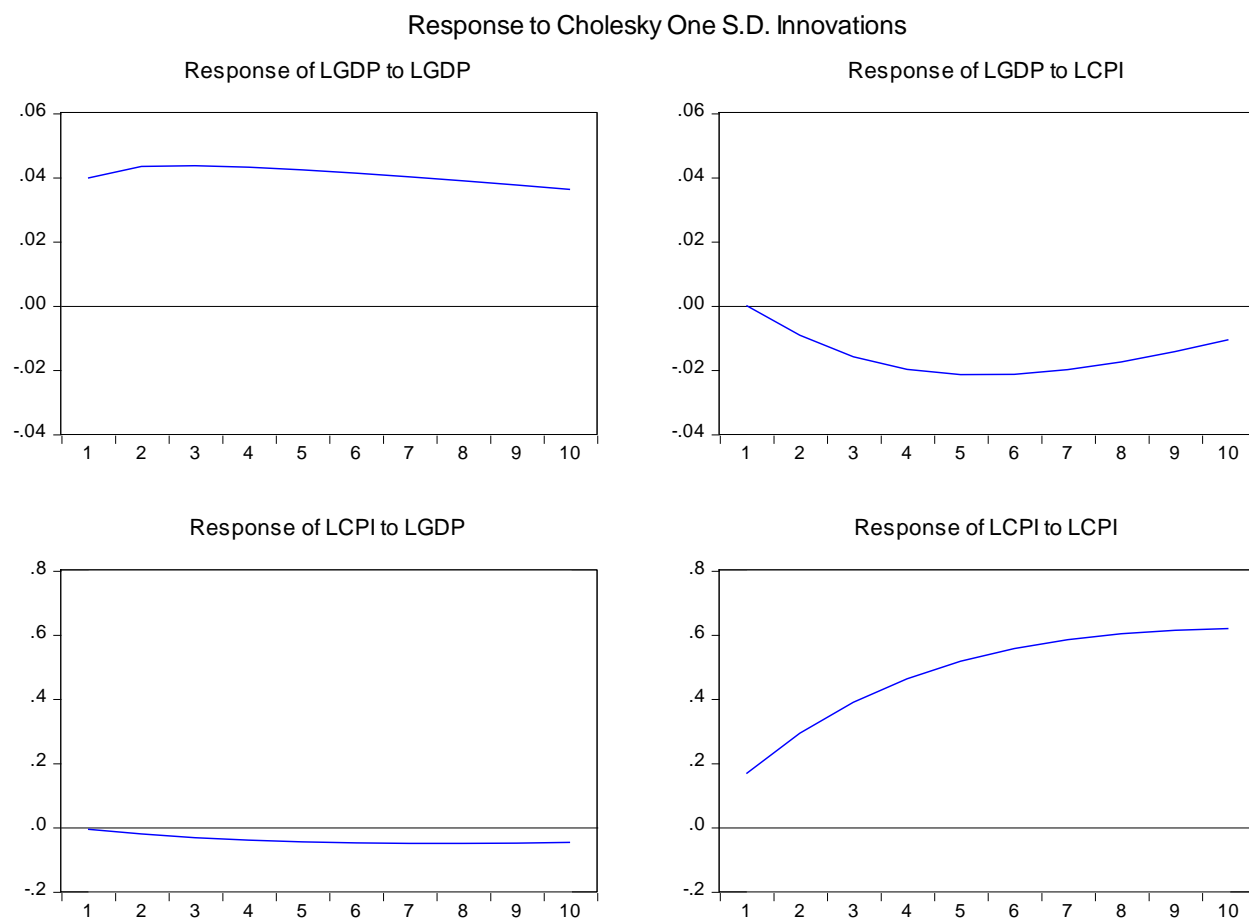 Response to Cholesky One S.D. Innovations
Response of LGDP to LGDP
.06
.04
.02
.00
-.02
-.04
1 2 3 4 5 6 7 8 9 10
Response of LGDP to LCPI
.06
.04
.02
.00
-.02
-.04
1 2 3 4 5 6 7 8 9 10
Response of LCPI to LGDP
.8
.6
.4
.2
.0
-.2
1 2 3 4 5 6 7 8 9 10
Response of LCPI to LCPI
.8
.6
.4
.2
.0
-.2
1 2 3 4 5 6 7 8 9 10